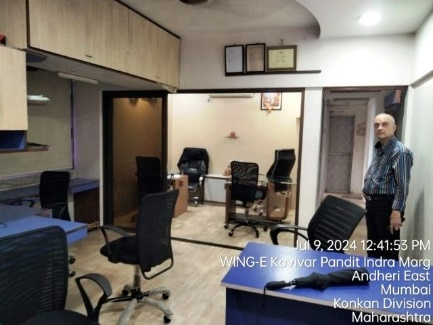 Jul 9, 2024 12:41:53 PM
WING-E Kavivar Pandit Indra Marg
Andheri East
Mumbai
Konkan Division
Maharashtra